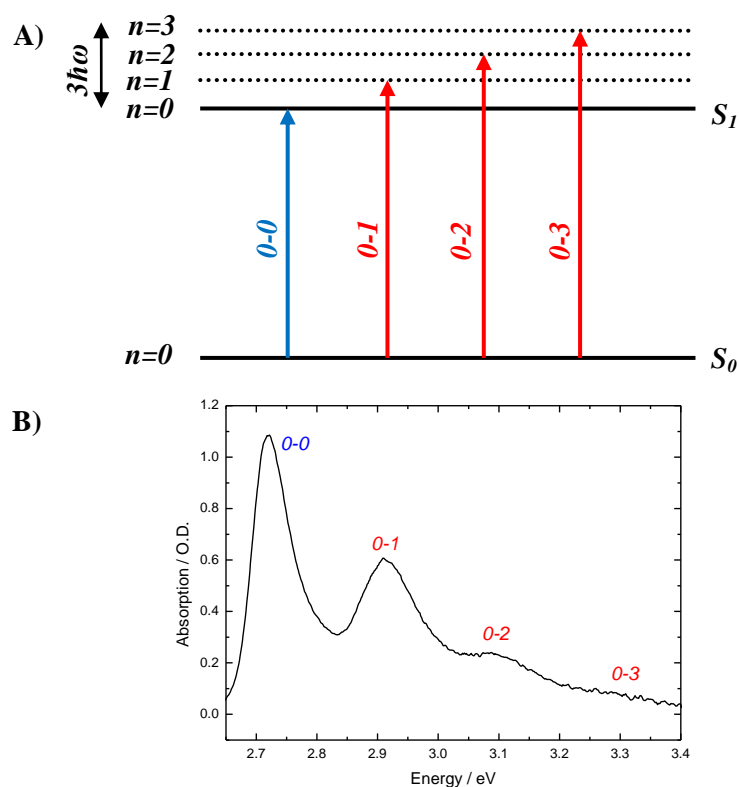 A)
n=3
n=2
n=1
n=0
3ħω
S1
0-0
0-1
0-2
0-3
n=0
S0
B)
1.2
1.0
0.8
0.6
0.4
0.2
0.0
Absorption / O.D.
0-0
0-1
0-2
0-3
2.7 2.8 2.9 3.0 3.1 3.2 3.3 3.4
Energy / eV